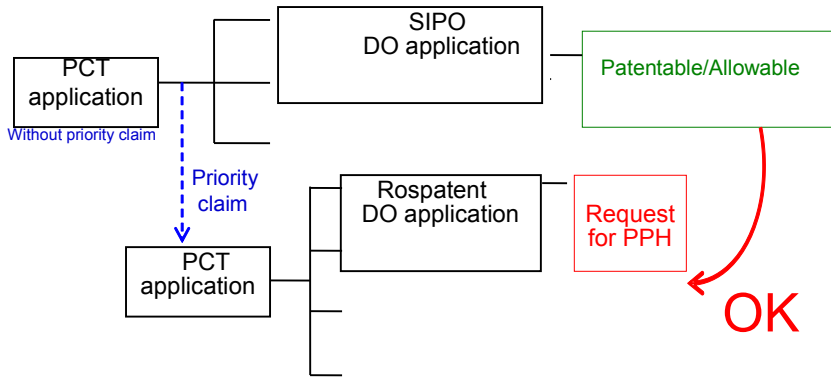 SIPO
DO application
Patentable/Allowable
PCT
application
Without priority claim
Priority
claim
Rospatent
DO application
Request
for PPH
PCT
application
OK